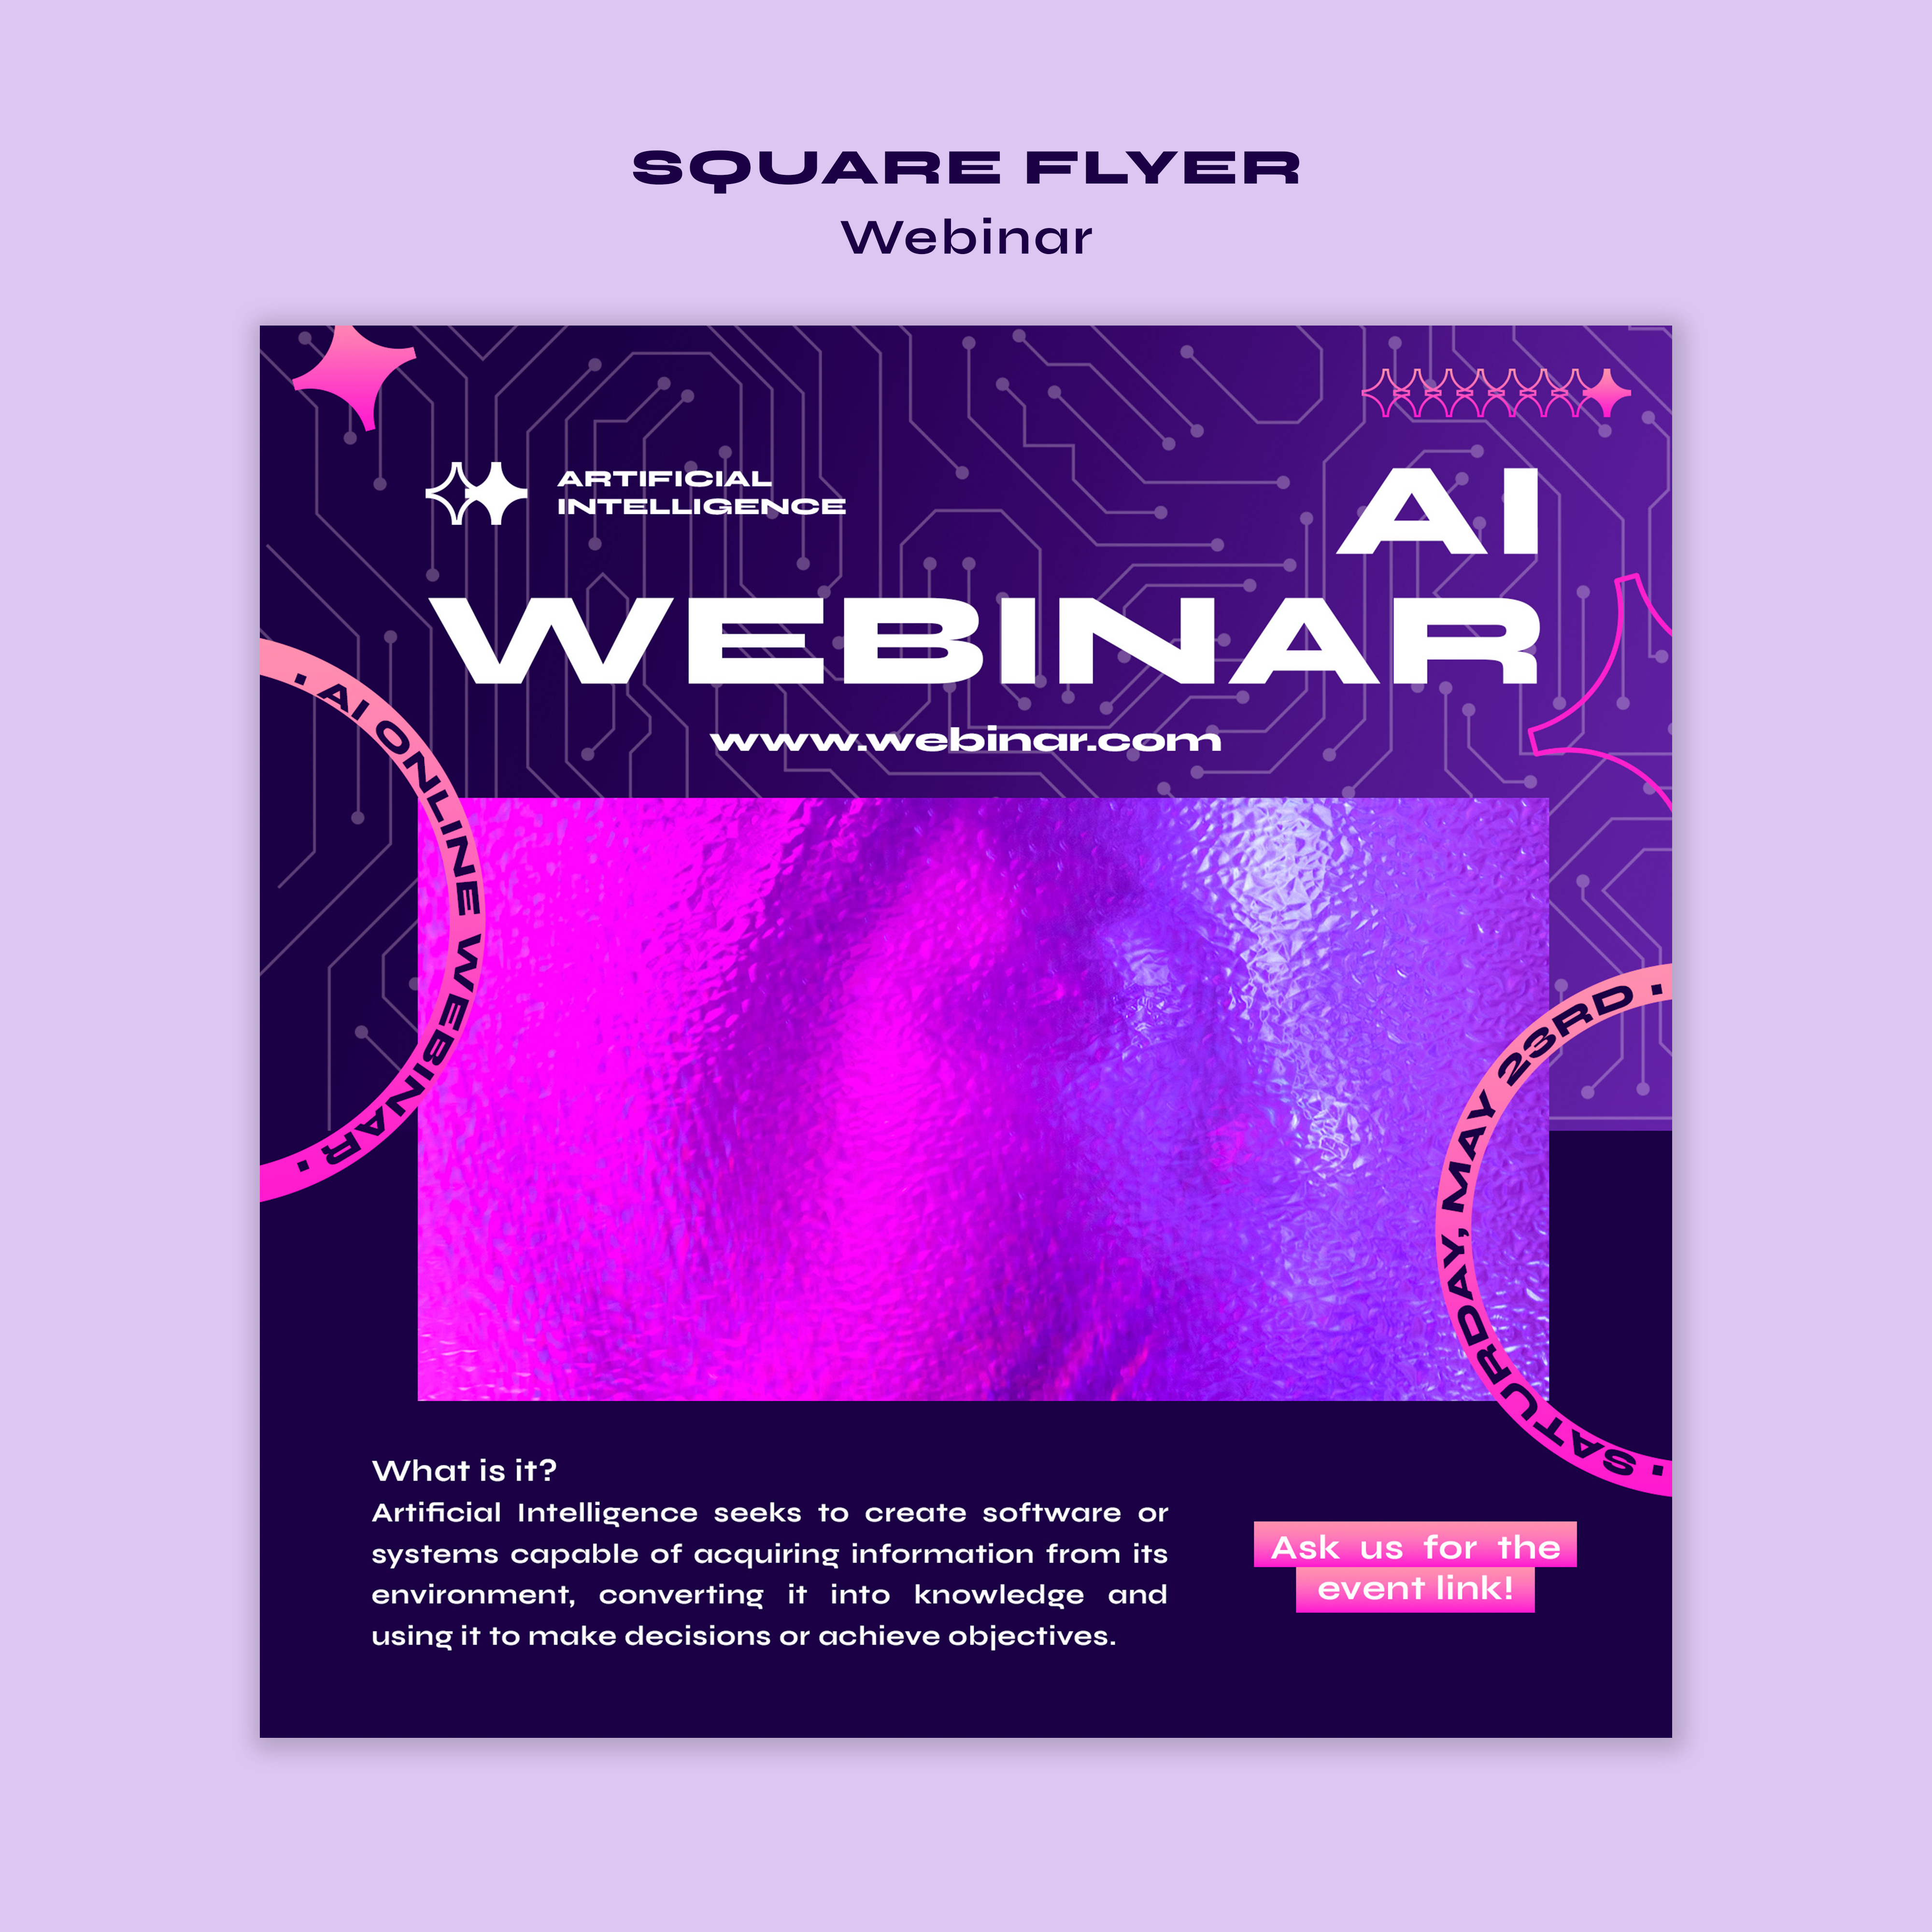 SQUARE FLYER
Webinar
ARTIFICIAL
INTELLIGENCE
AI
WEBINAR
www.webinar.com
• AI ONLINE WEBINAR •
• SATURDAY, MAY 23RD •
What is it?
Artificial Intelligence seeks to create software or
systems capable of acquiring information from its
environment, converting it into knowledge and
using it to make decisions or achieve objectives.
Ask us for the
event link!